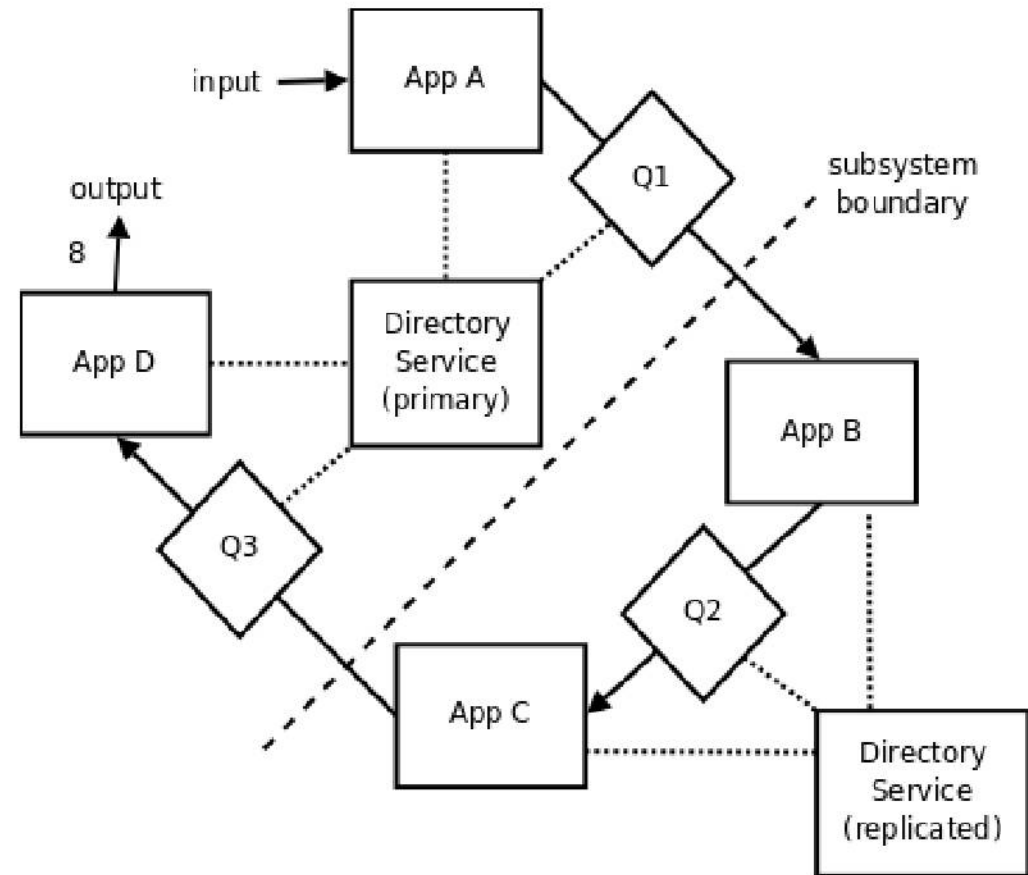 App A
input
Q1
subsystem
boundary
output
8
Directory
Service
(primary)
App D
App B
Q3
Q2
App C
Directory
Service
(replicated)